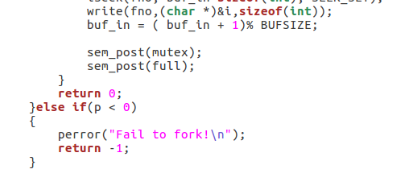 write(fno,(char *)&i,sizeof(int));
buf_in = ( buf_in + 1)% BUFSIZE;
sem_post(mutex);
sem_post(full);
}
return 0;
}else if(p < 0)
{
perror("Fail to fork!\n");
return -1;
}